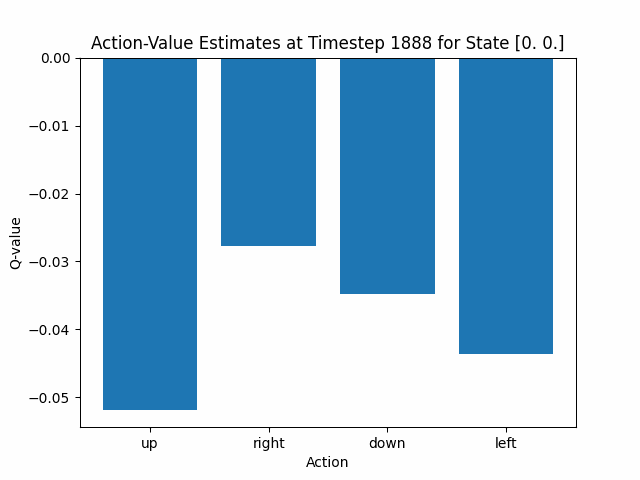 Action-Value Estimates at Timestep 1888 for State [0. 0.]
0.00
−0.01
−0.02
−0.03
−0.04
−0.05
Q-value
up right down left
Action